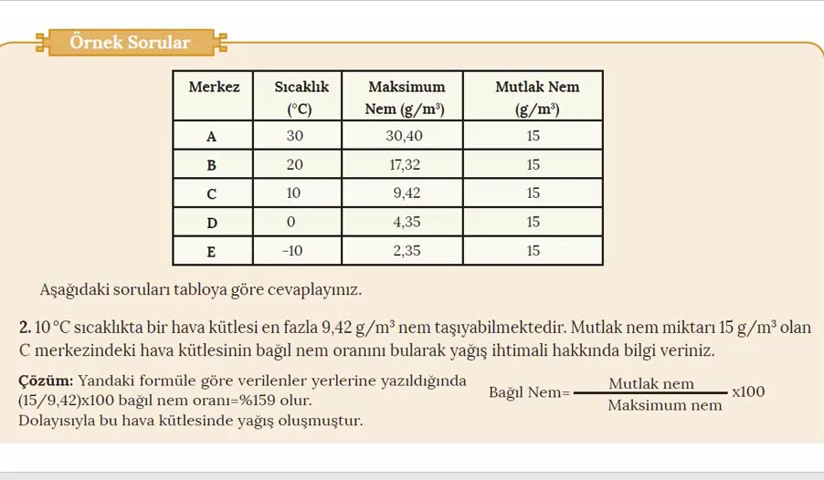 Örnek Sorular
Merkez Sıcaklık (°C) Maksimum Nem (g/m³) Mutlak Nem (g/m³)
A 30 30,40 15
B 20 17,32 15
C 10 9,42 15
D 0 4,35 15
E -10 2,35 15
Aşağıdaki soruları tabloya göre cevaplayınız.
2. 10 °C sıcaklıkta bir hava kütlesi en fazla 9,42 g/m³ nem taşıyabilmektedir. Mutlak nem miktarı 15 g/m³ olan
C merkezindeki hava kütlesinin bağıl nem oranını bularak yağış ihtimali hakkında bilgi veriniz.
Çözüm: Yandaki formüle göre verilenler yerlerine yazıldığında
(15/9,42)x100 bağıl nem oranı=%159 olur.
Dolayısıyla bu hava kütlesinde yağış oluşmuştur.
Mutlak nem
Bağıl Nem= x100
Maksimum nem